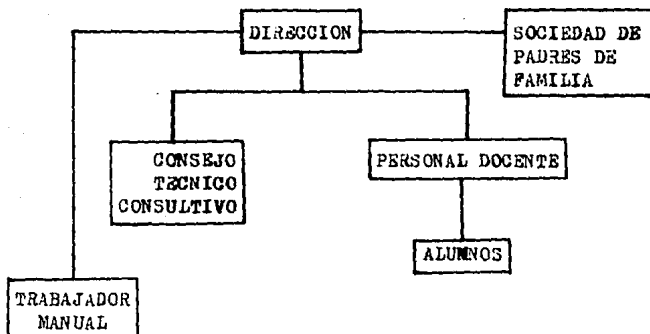 DIRECCION
SOCIEDAD DE
PADRES DE
FAMILIA
CONSEJO
TECNICO
CONSULTIVO
PERSONAL DOCENTE
ALUMNOS
TRABAJADOR
MANUAL